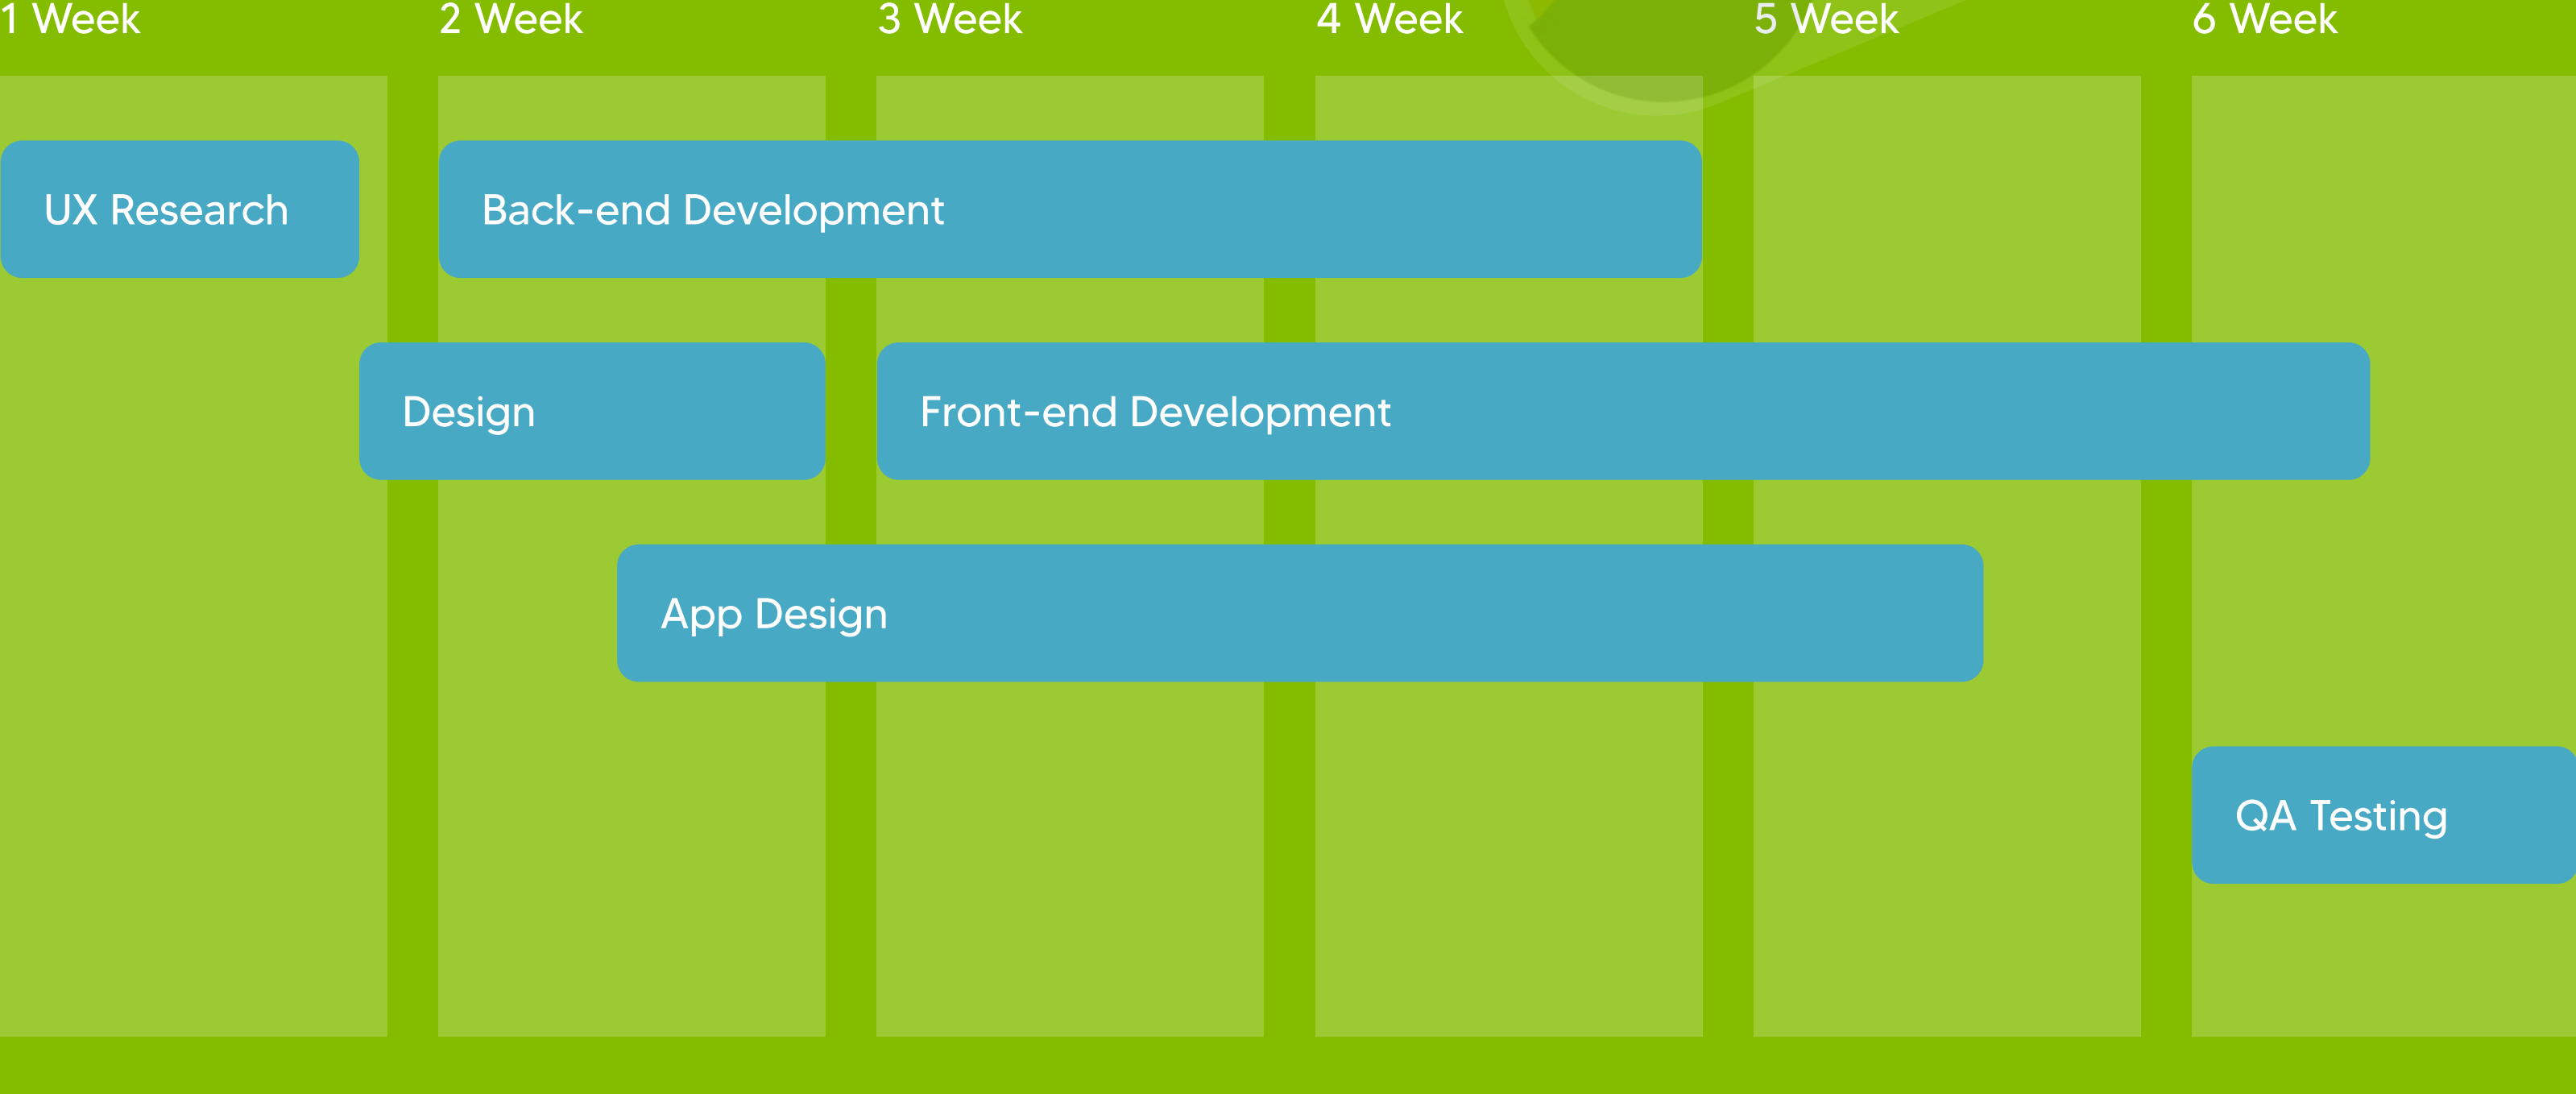 1 Week 2 Week 3 Week 4 Week 5 Week 6 Week
UX Research Back-end Development
Design Front-end Development
App Design
QA Testing